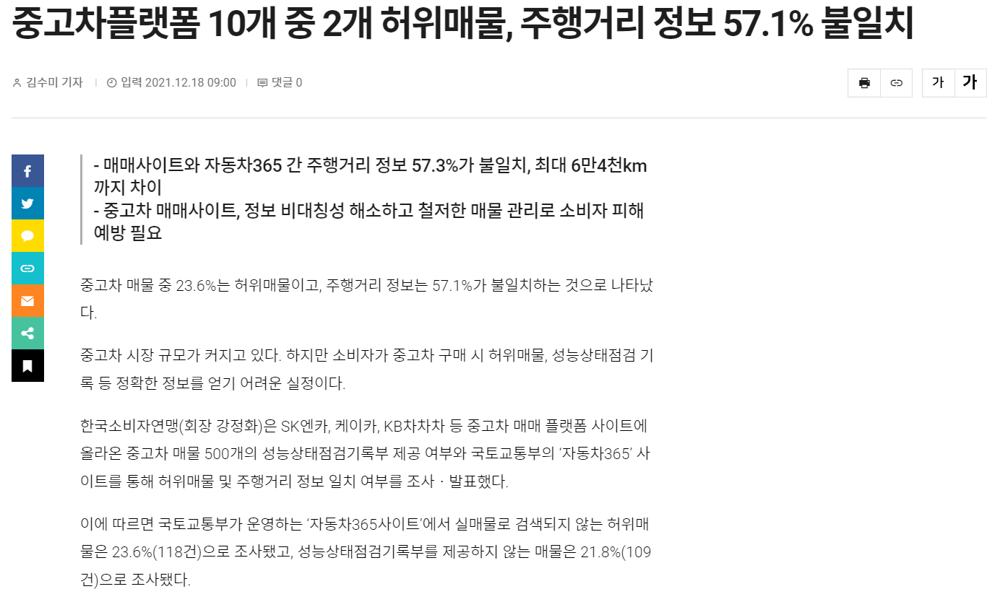 중고차플랫폼 10개 중 2개 허위매물, 주행거리 정보 57.1% 불일치
김수미 기자 입력 2021.12.18 09:00 댓글 0
가 가
- 매매사이트와 자동차365 간 주행거리 정보 57.3%가 불일치, 최대 6만4천km
까지 차이
- 중고차 매매사이트, 정보 비대칭성 해소하고 철저한 매물 관리로 소비자 피해
예방 필요
중고차 매물 중 23.6%는 허위매물이고, 주행거리 정보는 57.1%가 불일치하는 것으로 나타났
다.
중고차 시장 규모가 커지고 있다. 하지만 소비자가 중고차 구매 시 허위매물, 성능상태점검 기
록 등 정확한 정보를 얻기 어려운 실정이다.
한국소비자연맹(회장 강정화)은 SK엔카, 케이카, KB차차차 등 중고차 매매 플랫폼 사이트에
올라온 중고차 매물 500개의 성능상태점검기록부 제공 여부와 국토교통부의 ‘자동차365’ 사
이트를 통해 허위매물 및 주행거리 정보 일치 여부를 조사ㆍ발표했다.
이에 따르면 국토교통부가 운영하는 ‘자동차365사이트’에서 실매물로 검색되지 않는 허위매
물은 23.6%(118건)으로 조사됐고, 성능상태점검기록부를 제공하지 않는 매물은 21.8%(109
건)으로 조사됐다.